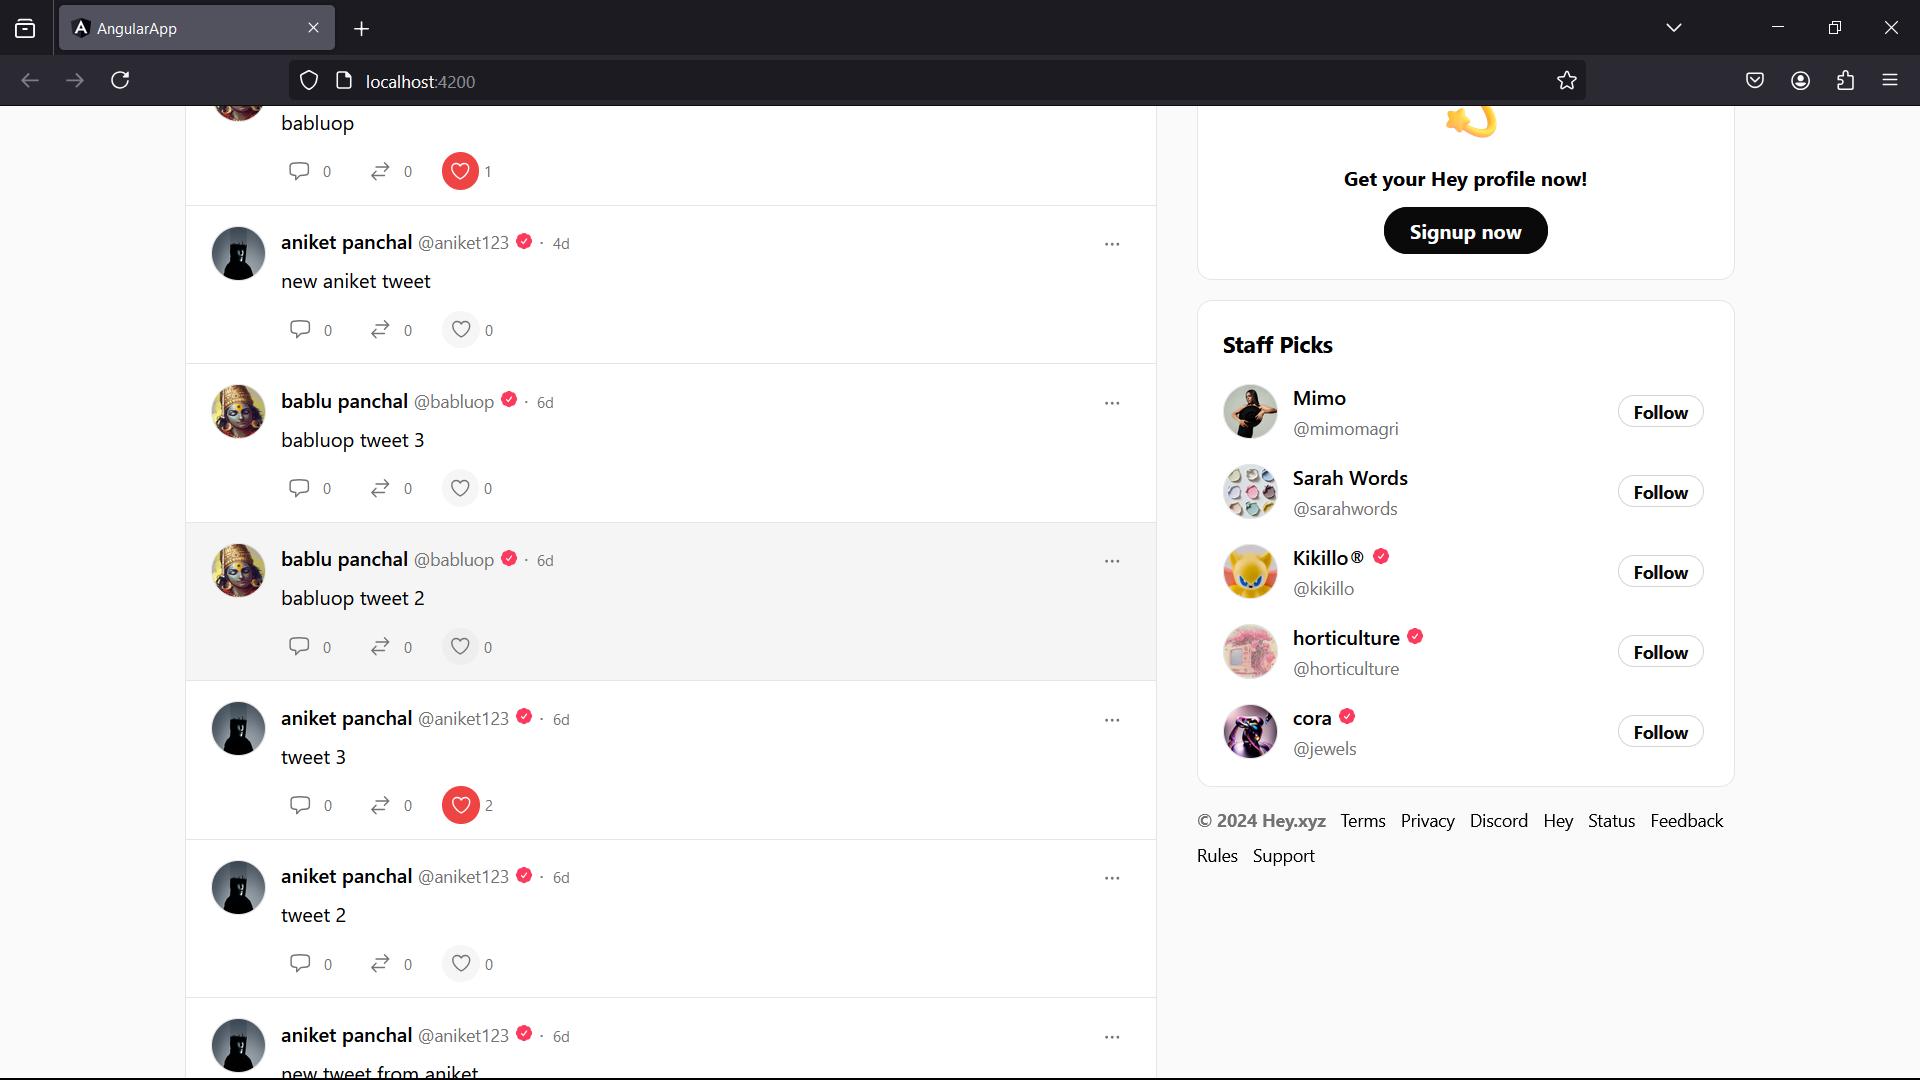 AngularApp
localhost:4200
babluop
0 0 1
aniket panchal @aniket123 · 4d
new aniket tweet
0 0 0
bablu panchal @babluop · 6d
babluop tweet 3
0 0 0
bablu panchal @babluop · 6d
babluop tweet 2
0 0 0
aniket panchal @aniket123 · 6d
tweet 3
0 0 2
aniket panchal @aniket123 · 6d
tweet 2
0 0 0
aniket panchal @aniket123 · 6d
new tweet from aniket
Get your Hey profile now!
Signup now
Staff Picks
Mimo
@mimomagri
Follow
Sarah Words
@sarahwords
Follow
Kikillo®
@kikillo
Follow
horticulture
@horticulture
Follow
cora
@jewels
Follow
© 2024 Hey.xyz Terms Privacy Discord Hey Status Feedback
Rules Support